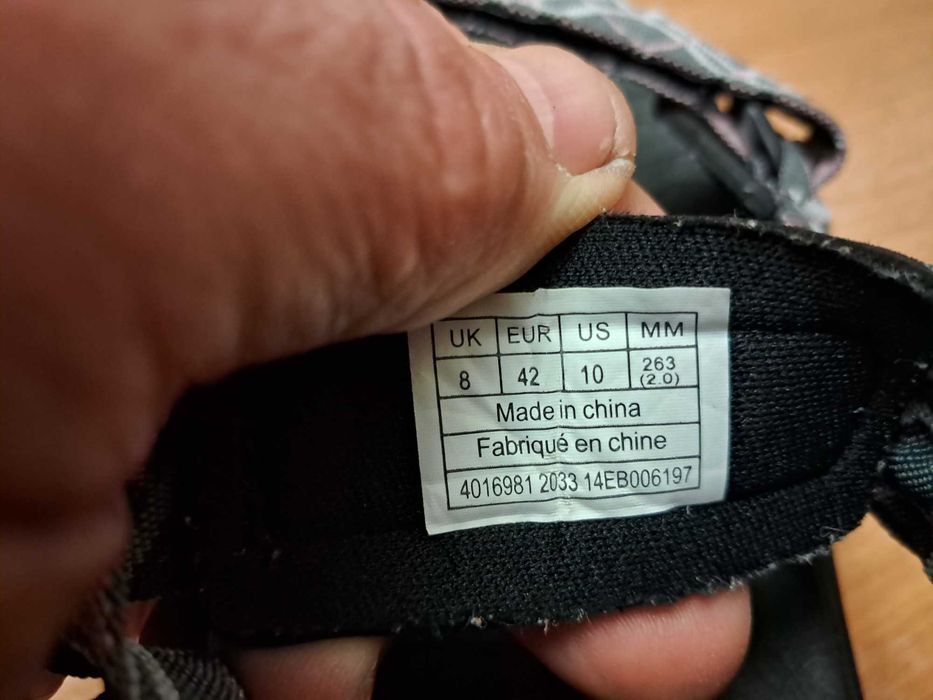 UK EUR US MM
8 42 10 263
(2.0)
Made in china
Fabriqué en chine
4016981 2033 14EB006197